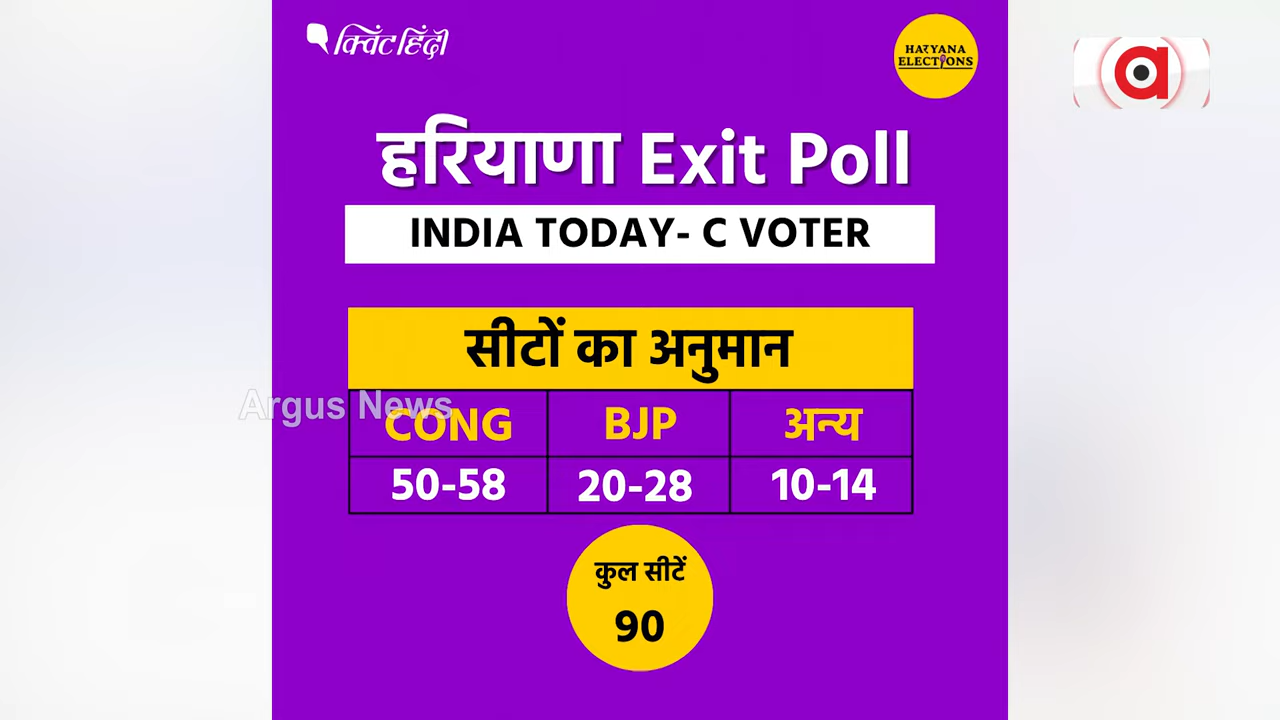 क्विंट हिंदी
HARYANA
ELECTIONS
a
हरियाणा Exit Poll
INDIA TODAY- C VOTER
सीटों का अनुमान
Argus News
CONG BJP अन्य
50-58 20-28 10-14
कुल सीटें
90